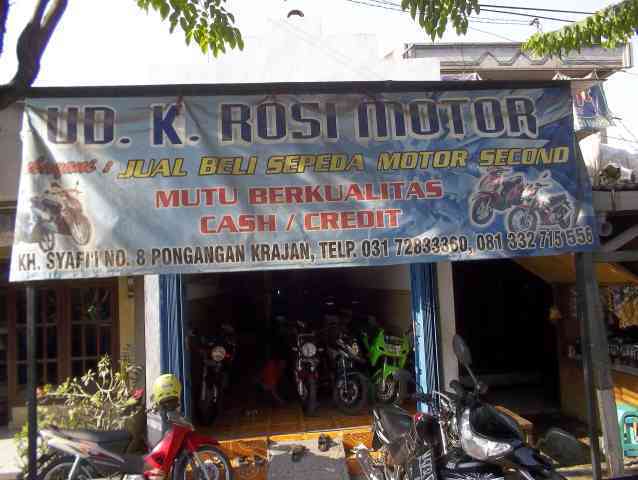 UD. K. ROSI MOTOR
JUAL BELI SEPEDA MOTOR SECOND
MUTU BERKUALITAS
CASH / CREDIT
KH. SYAFI'I NO. 8 PONGANGAN KRAJAN, TELP. 031 72833360, 081 332 715 556